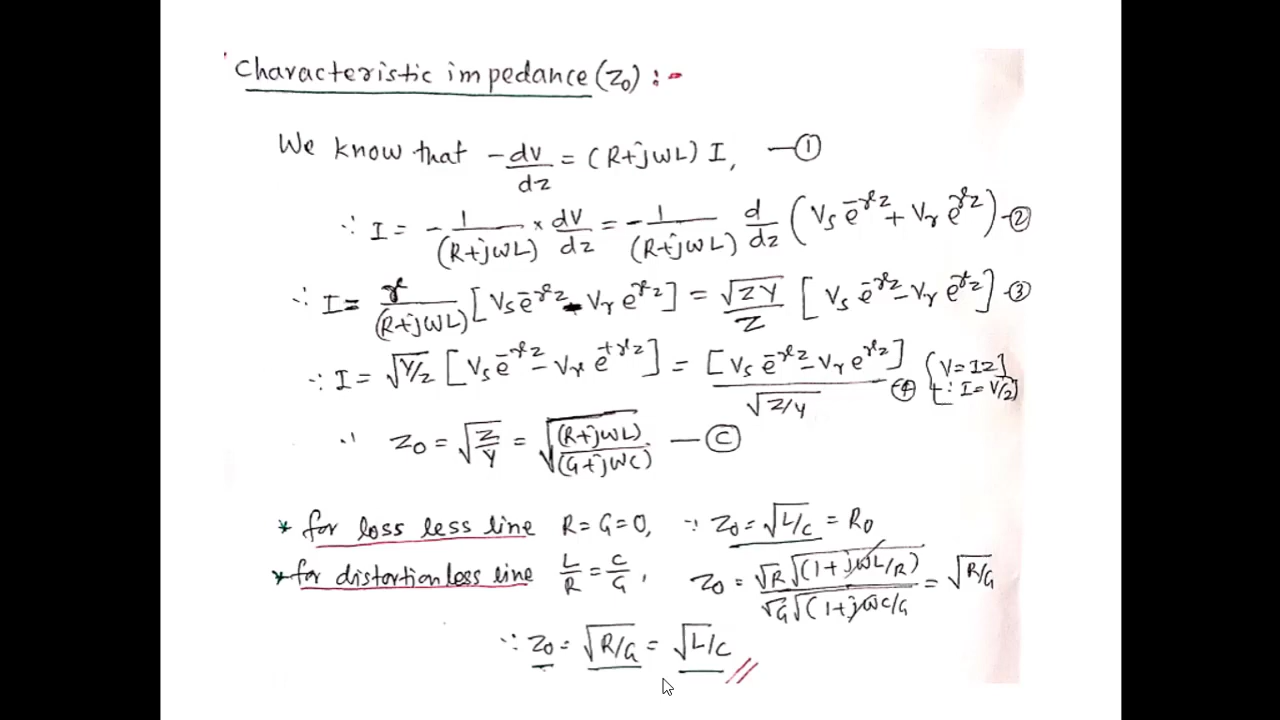 Characteristic impedance (Z₀) :-
We know that -dV/dz = (R+jωL) I, —①
∵ I = -1/(R+jωL) × dV/dz = -1/(R+jωL) d/dz (Vs e^-γz + Vr e^γz) -②
∵ I = γ/(R+jωL) [Vs e^-γz - Vr e^γz] = √ZY/Z [Vs e^-γz - Vr e^γz] -③
∵ I = √Y/Z [Vs e^-γz - Vr e^+γz] = [Vs e^-γz - Vr e^γz]/√Z/Y -④ {V=IZ} ∵ I = V/Z}
∵ Z₀ = √Z/Y = √(R+jωL)/(G+jωC) —Ⓒ
* for loss less line R = G = 0, ∵ Z₀ = √L/C = R₀
* for distortionless line L/R = C/G, Z₀ = √R√(1+jωL/R)/√G√(1+jωC/G = √R/G
∵ Z₀ = √R/G = √L/C //